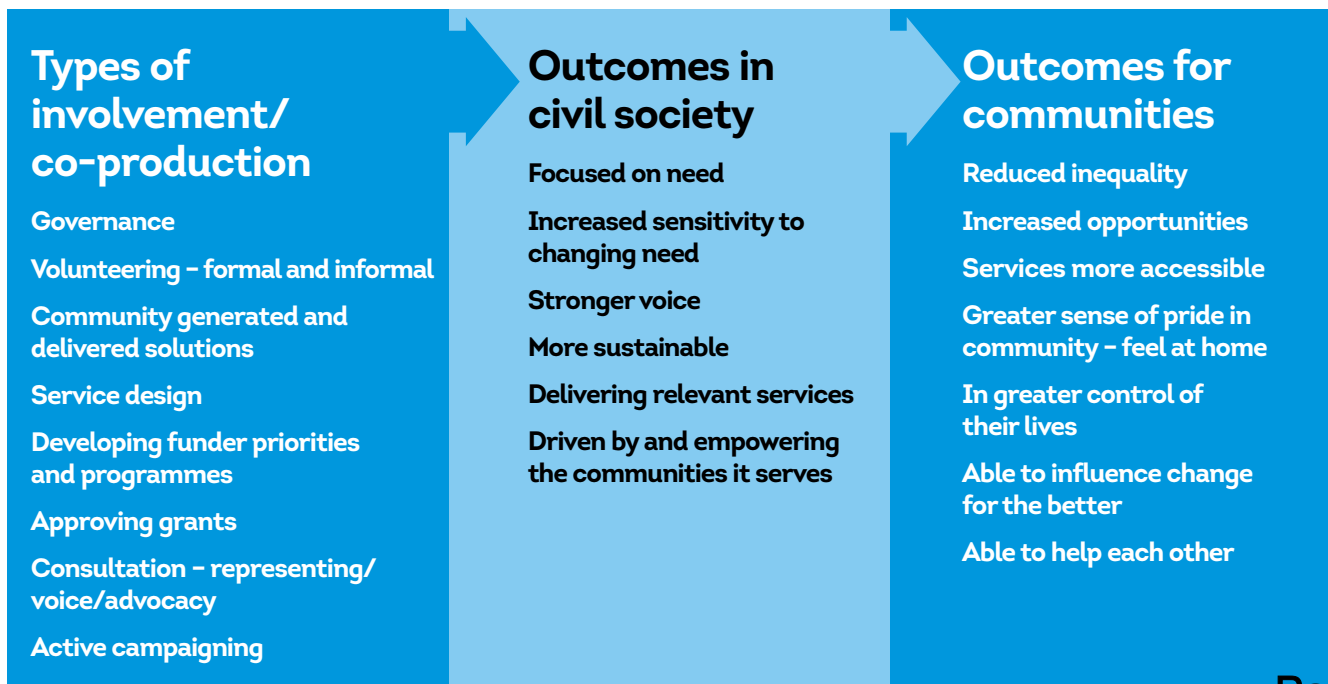 Types of
involvement/
co-production
Governance
Volunteering – formal and informal
Community generated and
delivered solutions
Service design
Developing funder priorities
and programmes
Approving grants
Consultation – representing/
voice/advocacy
Active campaigning
Outcomes in
civil society
Focused on need
Increased sensitivity to
changing need
Stronger voice
More sustainable
Delivering relevant services
Driven by and empowering
the communities it serves
Outcomes for
communities
Reduced inequality
Increased opportunities
Services more accessible
Greater sense of pride in
community – feel at home
In greater control of
their lives
Able to influence change
for the better
Able to help each other